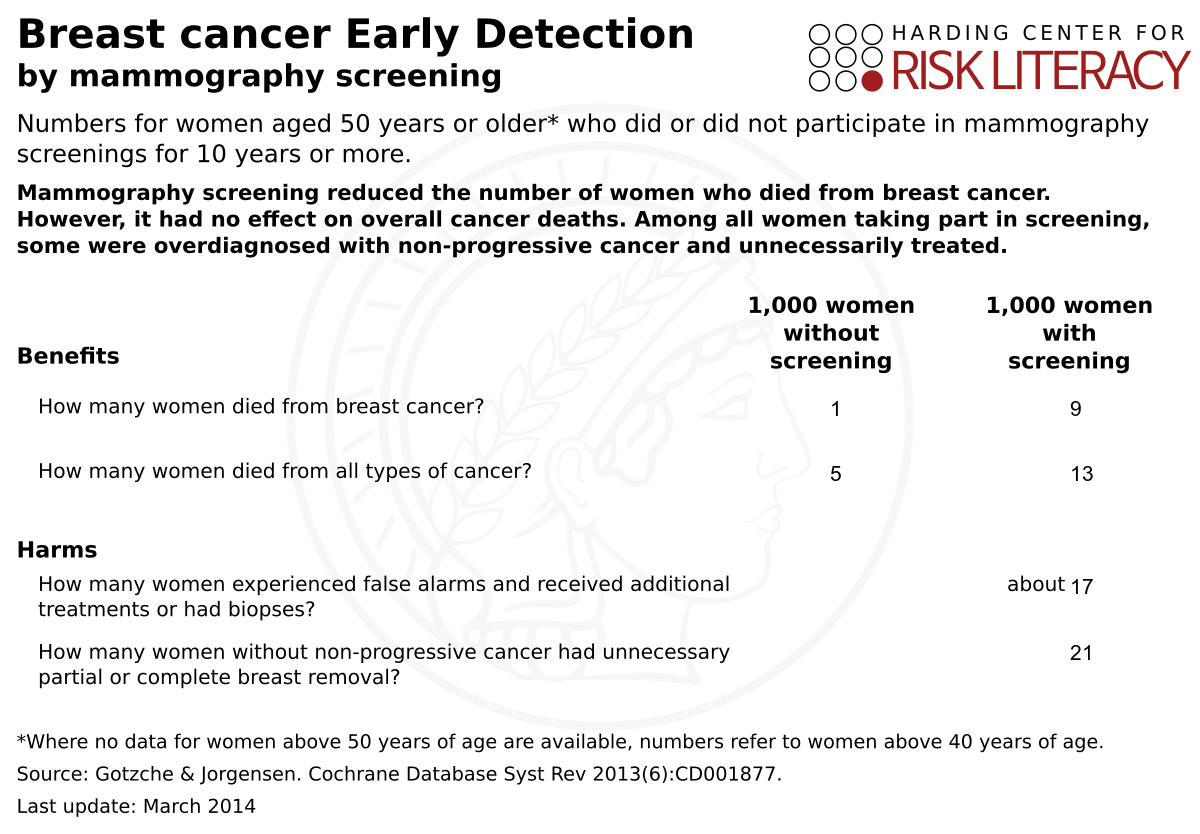 Breast cancer Early Detection
by mammography screening
HARDING CENTER FOR
RISK LITERACY
Numbers for women aged 50 years or older* who did or did not participate in mammography
screenings for 10 years or more.
Mammography screening reduced the number of women who died from breast cancer.
However, it had no effect on overall cancer deaths. Among all women taking part in screening,
some were overdiagnosed with non-progressive cancer and unnecessarily treated.
1,000 women without screening
1,000 women with screening
Benefits
How many women died from breast cancer? 1 9
How many women died from all types of cancer? 5 13
Harms
How many women experienced false alarms and received additional
treatments or had biopses? about 17
How many women without non-progressive cancer had unnecessary
partial or complete breast removal? 21
*Where no data for women above 50 years of age are available, numbers refer to women above 40 years of age.
Source: Gotzche & Jorgensen. Cochrane Database Syst Rev 2013(6):CD001877.
Last update: March 2014